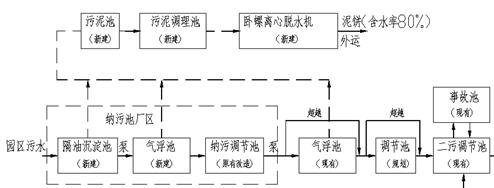 污泥池
(新建)
污泥调理池
(新建)
卧螺离心脱水机
(新建)
泥饼(含水率80%)
外运
纳污池厂区
园区污水
隔油沉淀池
(新建)
泵
气浮池
(新建)
纳污调节池
(原有改造)
泵
超越
气浮池
(现有)
超越
调节池
(规划)
事故池
(现有)
二污调节池
(现有)